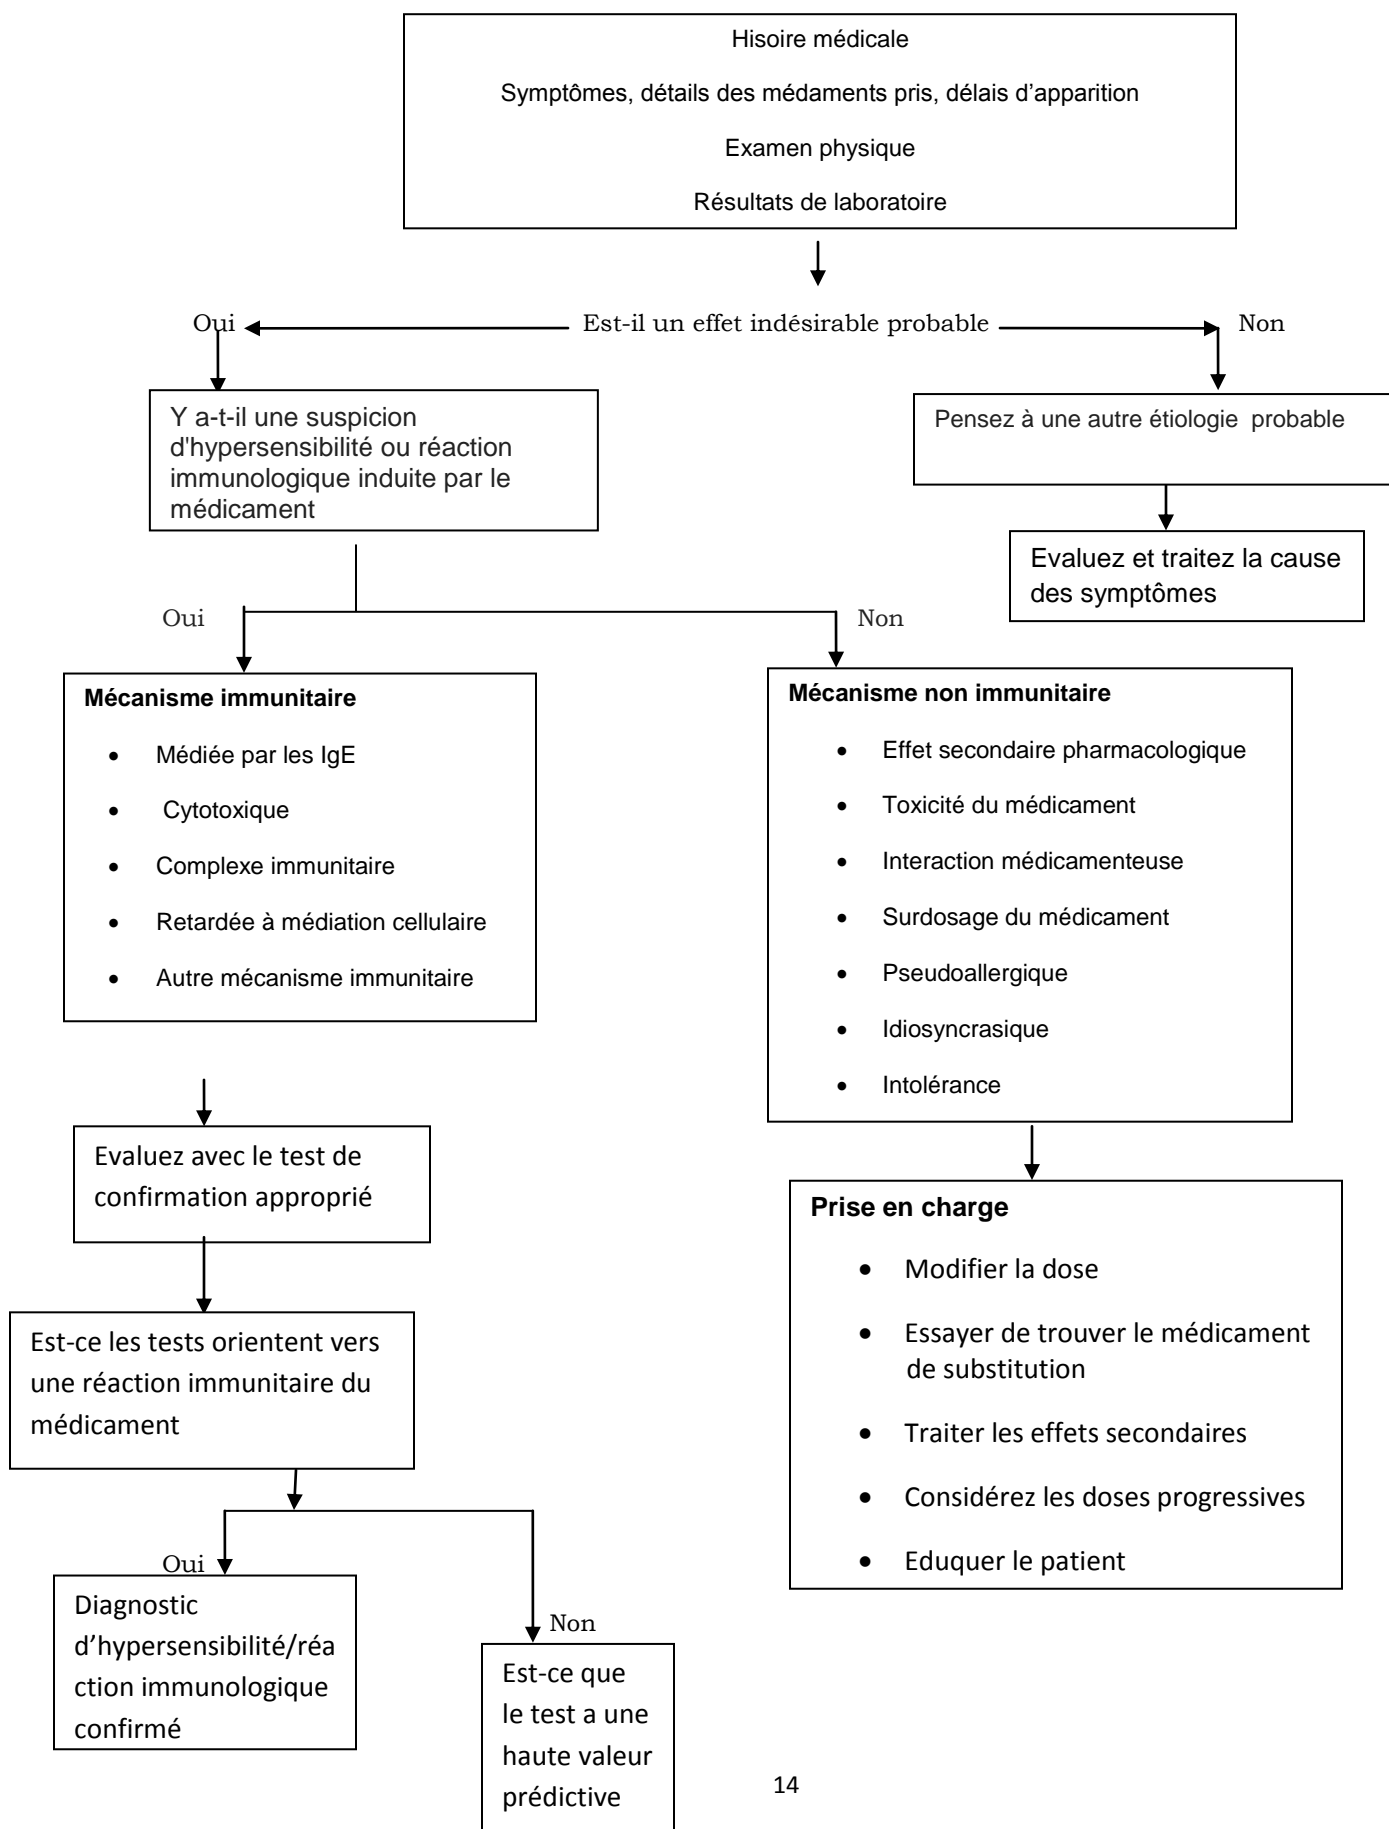 Hisoire médicale
Symptômes, détails des médaments pris, délais d’apparition
Examen physique
Résultats de laboratoire
Oui
Est-il un effet indésirable probable
Non
Y a-t-il une suspicion
d'hypersensibilité ou réaction
immunologique induite par le
médicament
Pensez à une autre étiologie probable
Evaluez et traitez la cause
des symptômes
Oui
Non
Mécanisme immunitaire
• Médiée par les IgE
• Cytotoxique
• Complexe immunitaire
• Retardée à médiation cellulaire
• Autre mécanisme immunitaire
Mécanisme non immunitaire
• Effet secondaire pharmacologique
• Toxicité du médicament
• Interaction médicamenteuse
• Surdosage du médicament
• Pseudoallergique
• Idiosyncrasique
• Intolérance
Evaluez avec le test de
confirmation approprié
Prise en charge
• Modifier la dose
• Essayer de trouver le médicament
de substitution
• Traiter les effets secondaires
• Considérez les doses progressives
• Eduquer le patient
Est-ce les tests orientent vers
une réaction immunitaire du
médicament
Oui
Diagnostic
d’hypersensibilité/réa
ction immunologique
confirmé
Non
Est-ce que
le test a une
haute valeur
prédictive
14